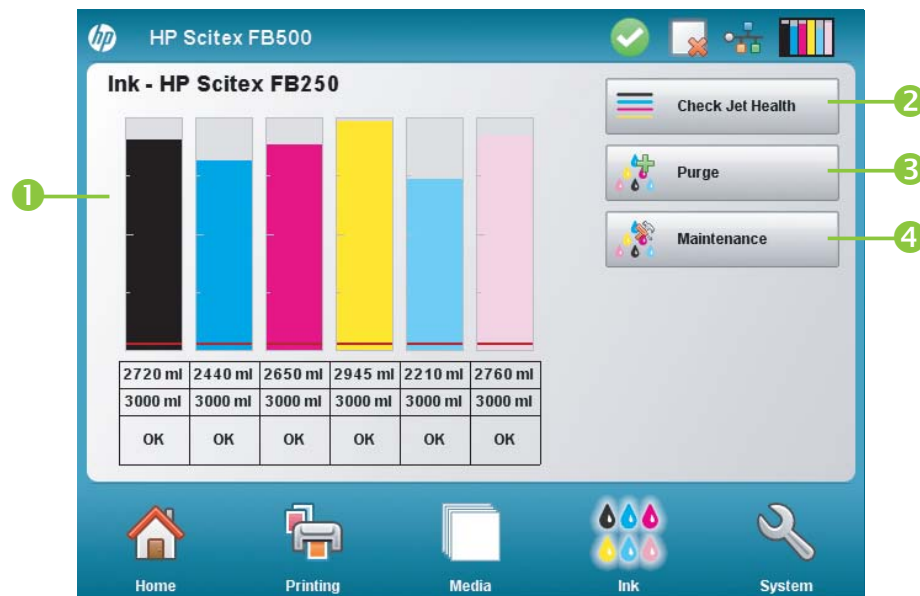 hp HP Scitex FB500
Ink - HP Scitex FB250
1
Check Jet Health 2
Purge 3
Maintenance 4
2720 ml 2440 ml 2650 ml 2945 ml 2210 ml 2760 ml
3000 ml 3000 ml 3000 ml 3000 ml 3000 ml 3000 ml
OK OK OK OK OK OK
Home Printing Media Ink System